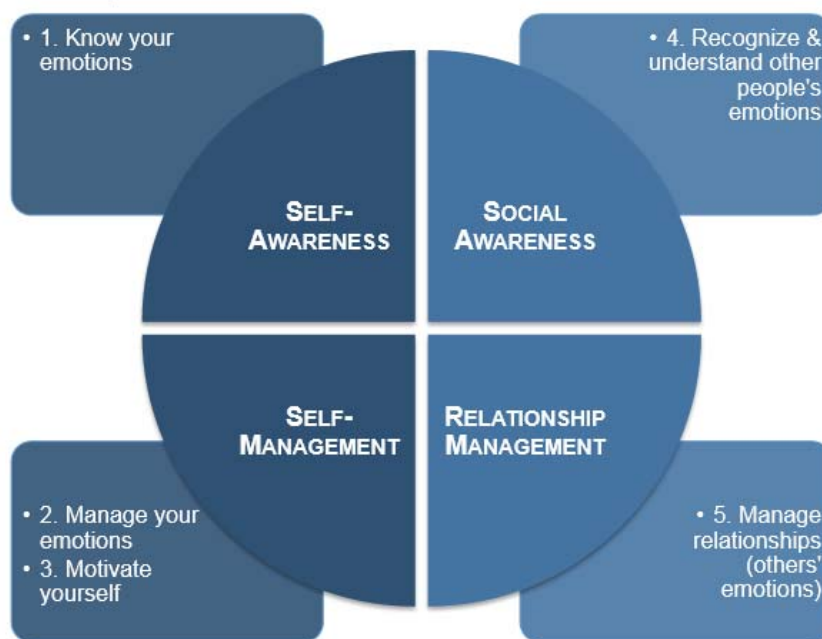 • 1. Know your
emotions
• 4. Recognize &
understand other
people's
emotions
SELF-
AWARENESS
SOCIAL
AWARENESS
SELF-
MANAGEMENT
RELATIONSHIP
MANAGEMENT
• 2. Manage your
emotions
• 3. Motivate
yourself
• 5. Manage
relationships
(others'
emotions)